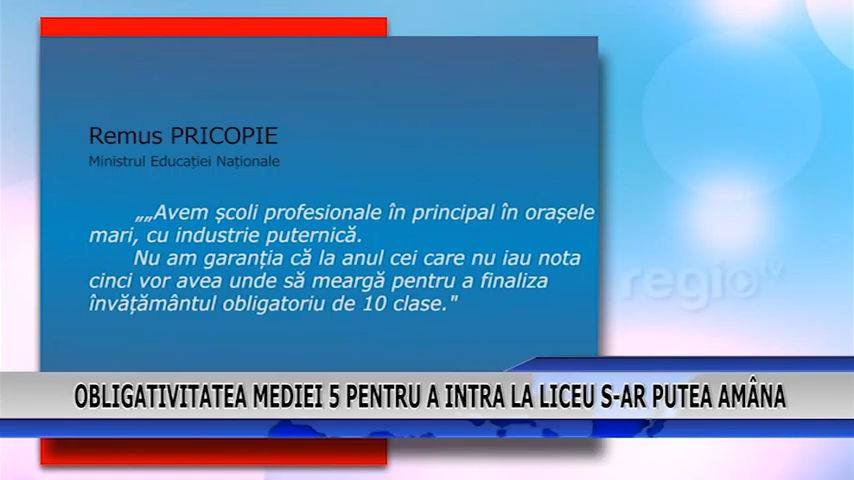 Remus PRICOPIE
Ministrul Educației Naționale
„„Avem școli profesionale în principal în orașele
mari, cu industrie puternică.
Nu am garanția că la anul cei care nu iau nota
cinci vor avea unde să meargă pentru a finaliza
învățământul obligatoriu de 10 clase."
regio tv
OBLIGATIVITATEA MEDIEI 5 PENTRU A INTRA LA LICEU S-AR PUTEA AMÂNA